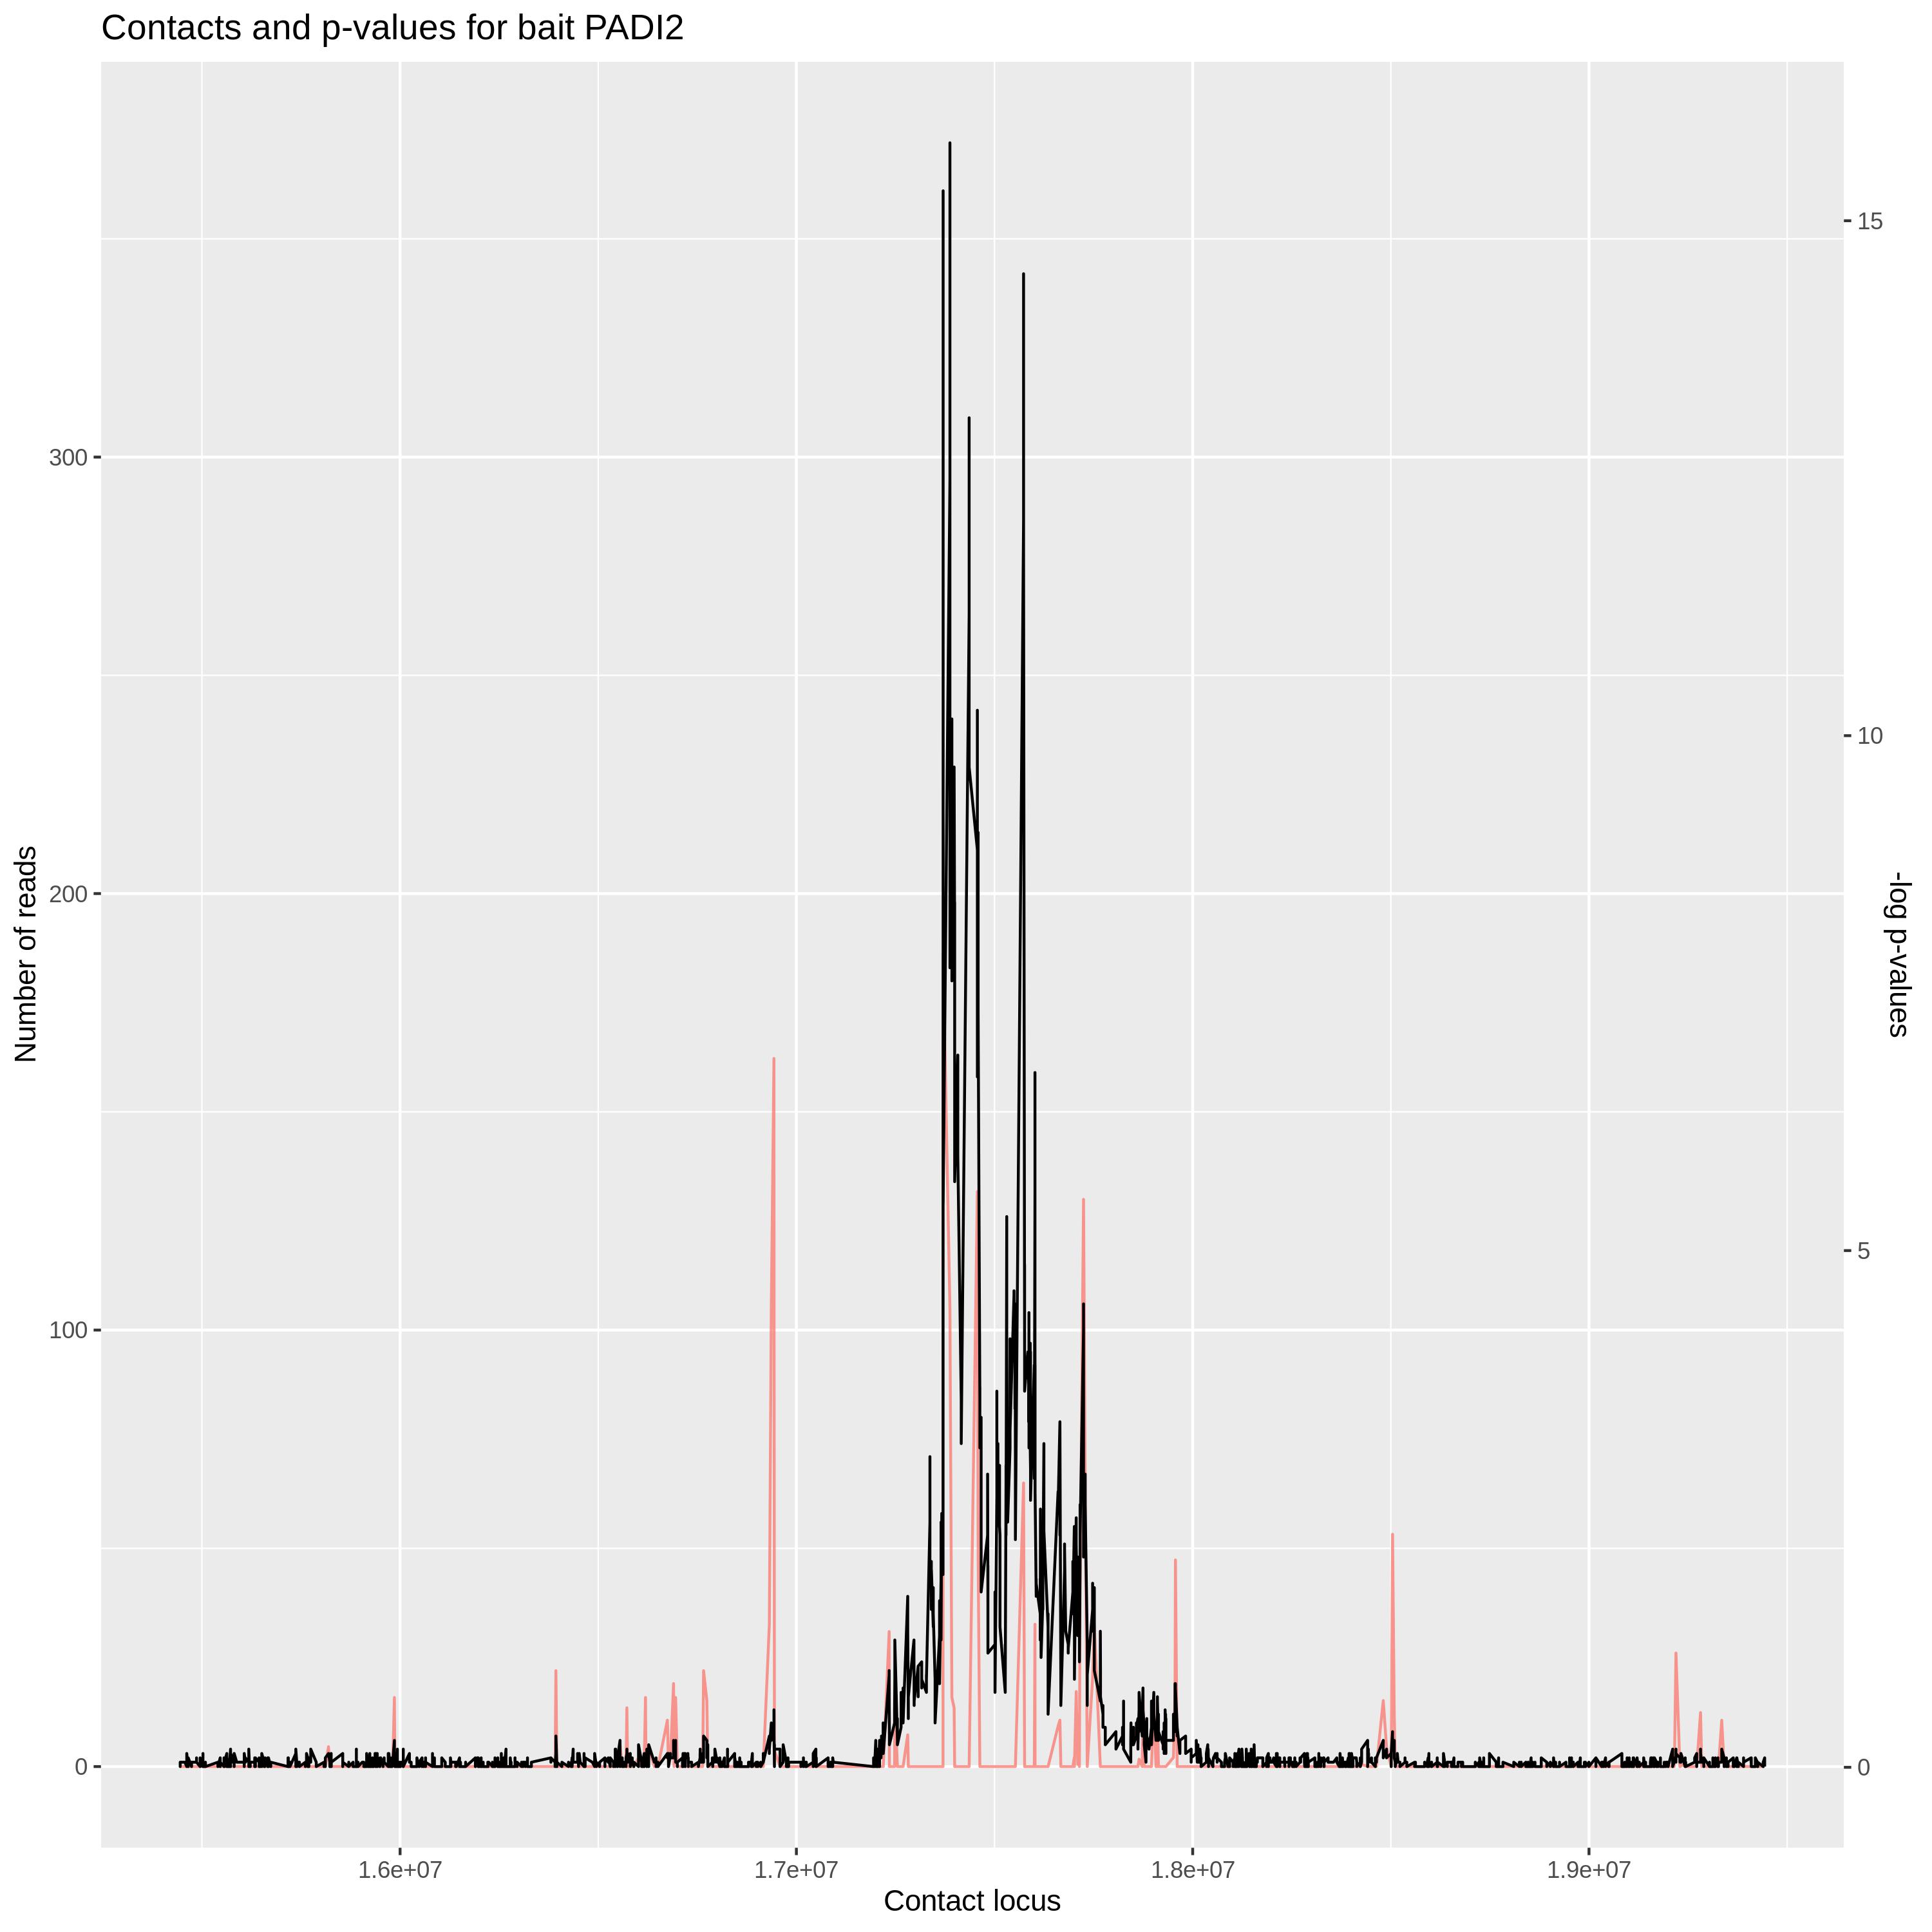 Contacts and p-values for bait PADI2
300
200
100
0
15
10
5
0
Number of reads
-log p-values
1.6e+07
1.7e+07
1.8e+07
1.9e+07
Contact locus